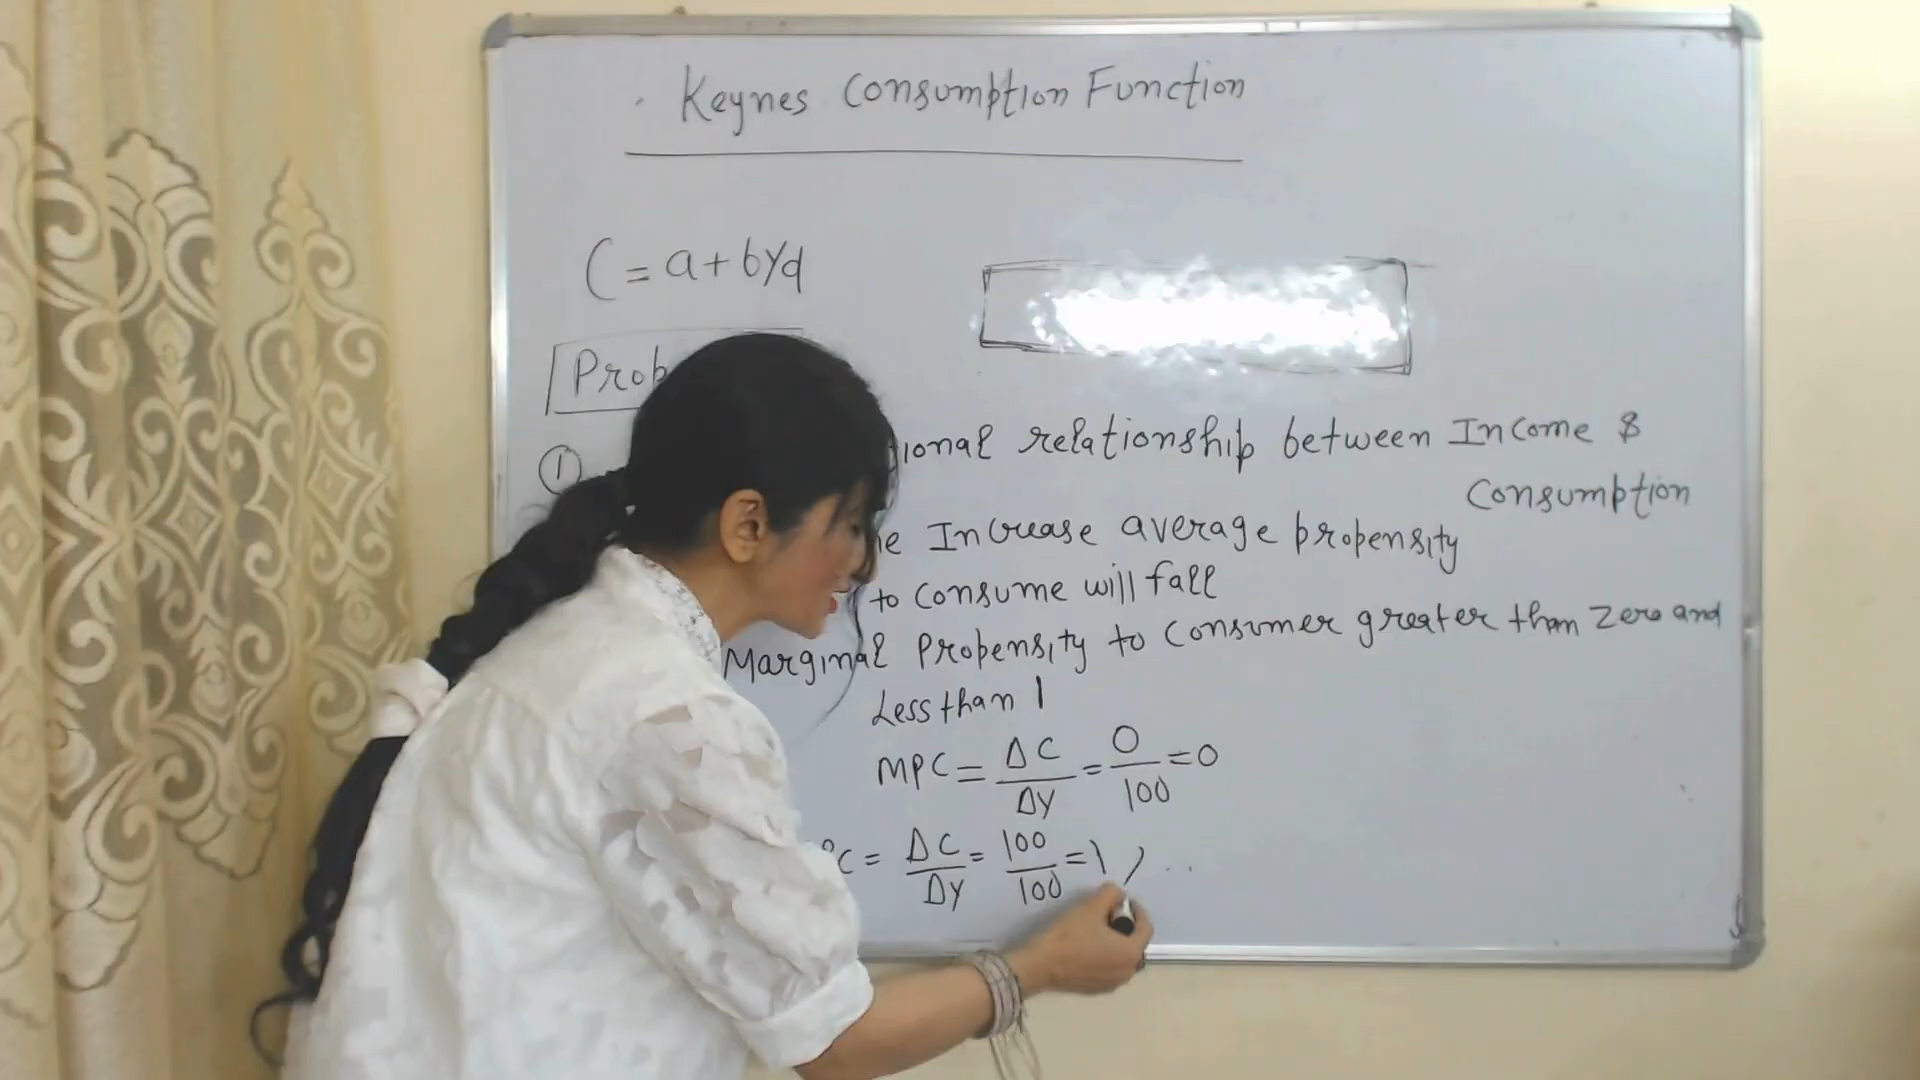 Keynes Consumption Function
C = a + bYd
①
relationship between Income &
Consumption
Increase average propensity
to consume will fall
Marginal Propensity to Consumer greater than Zero and
Less than 1
MPC = ΔC/ΔY = 0/100 = 0
C = ΔC/ΔY = 100/100 = 1